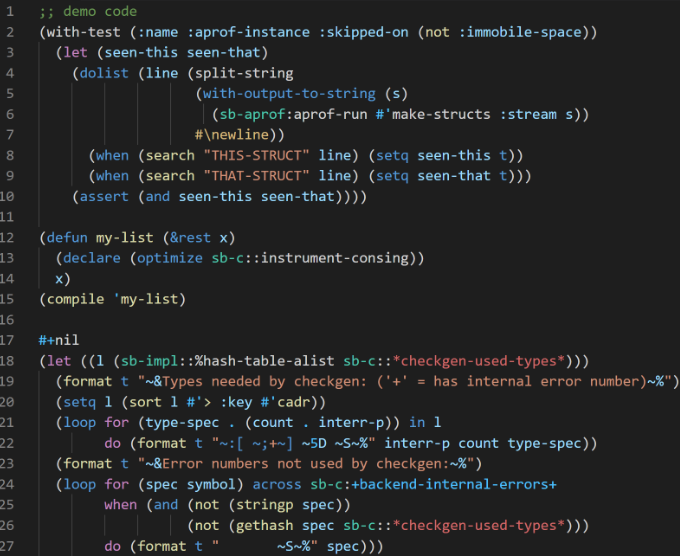 1 ;; demo code
2 (with-test (:name :aprof-instance :skipped-on (not :immobile-space))
3   (let (seen-this seen-that)
4     (dolist (line (split-string
5                    (with-output-to-string (s)
6                      (sb-aprof:aprof-run #'make-structs :stream s))
7                    #\newline))
8       (when (search "THIS-STRUCT" line) (setq seen-this t))
9       (when (search "THAT-STRUCT" line) (setq seen-that t)))
10     (assert (and seen-this seen-that))))
11
12 (defun my-list (&rest x)
13   (declare (optimize sb-c::instrument-consing))
14   x)
15 (compile 'my-list)
16
17 #+nil
18 (let ((l (sb-impl::%hash-table-alist sb-c::*checkgen-used-types*)))
19   (format t "~&Types needed by checkgen: ('+' = has internal error number)~%")
20   (setq l (sort l #'> :key #'cadr))
21   (loop for (type-spec . (count . interr-p)) in l
22         do (format t "~:[ ~;+~] ~5D ~S~%" interr-p count type-spec))
23   (format t "~&Error numbers not used by checkgen:~%")
24   (loop for (spec symbol) across sb-c:+backend-internal-errors+
25         when (and (not (stringp spec))
26                   (not (gethash spec sb-c::*checkgen-used-types*)))
27         do (format t "       ~S~%" spec)))